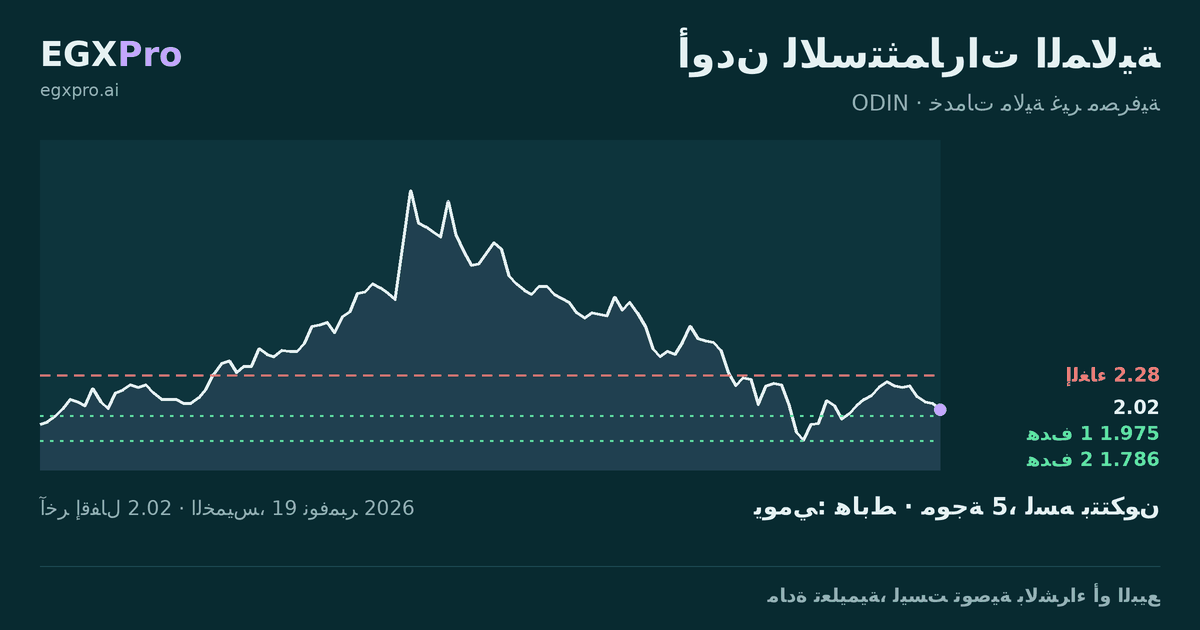 EGXPro
egxpro.ai
أودن للاستثمارات المالية
ODIN · خدمات مالية غير مصرفية
إلغاء 2.28
2.02
هدف 1 1.975
هدف 2 1.786
يومي: هابط · موجة 5، لسه بتتكون
آخر إقفال 2.02 · الخميس، 19 نوفمبر 2026
مادة تعليمية، ليست توصية بالشراء أو البيع